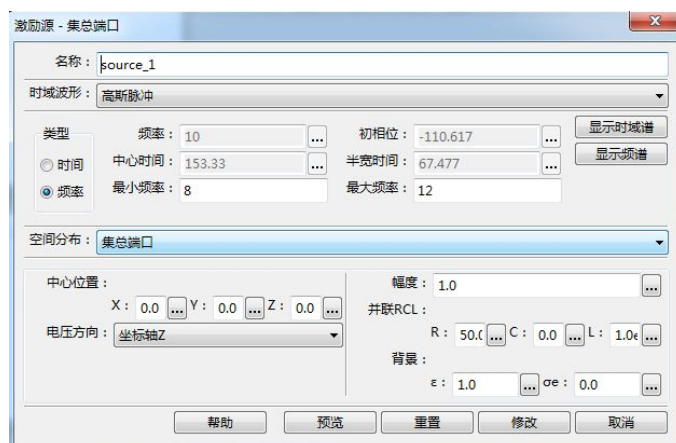 激励源 - 集总端口
名称： source_1
时域波形： 高斯脉冲
类型 频率： 10 ... 初相位： -110.617 ... 显示时域谱
时间 中心时间： 153.33 ... 半宽时间： 67.477 ... 显示频谱
频率 最小频率： 8 最大频率： 12
空间分布： 集总端口
中心位置： 幅度： 1.0 ...
X： 0.0 ... Y： 0.0 ... Z： 0.0 ... 并联RCL：
电压方向： 坐标轴Z R： 50.( ... C： 0.0 ... L： 1.0e ...
背景：
ε： 1.0 ... σe： 0.0 ...
帮助 预览 重置 修改 取消